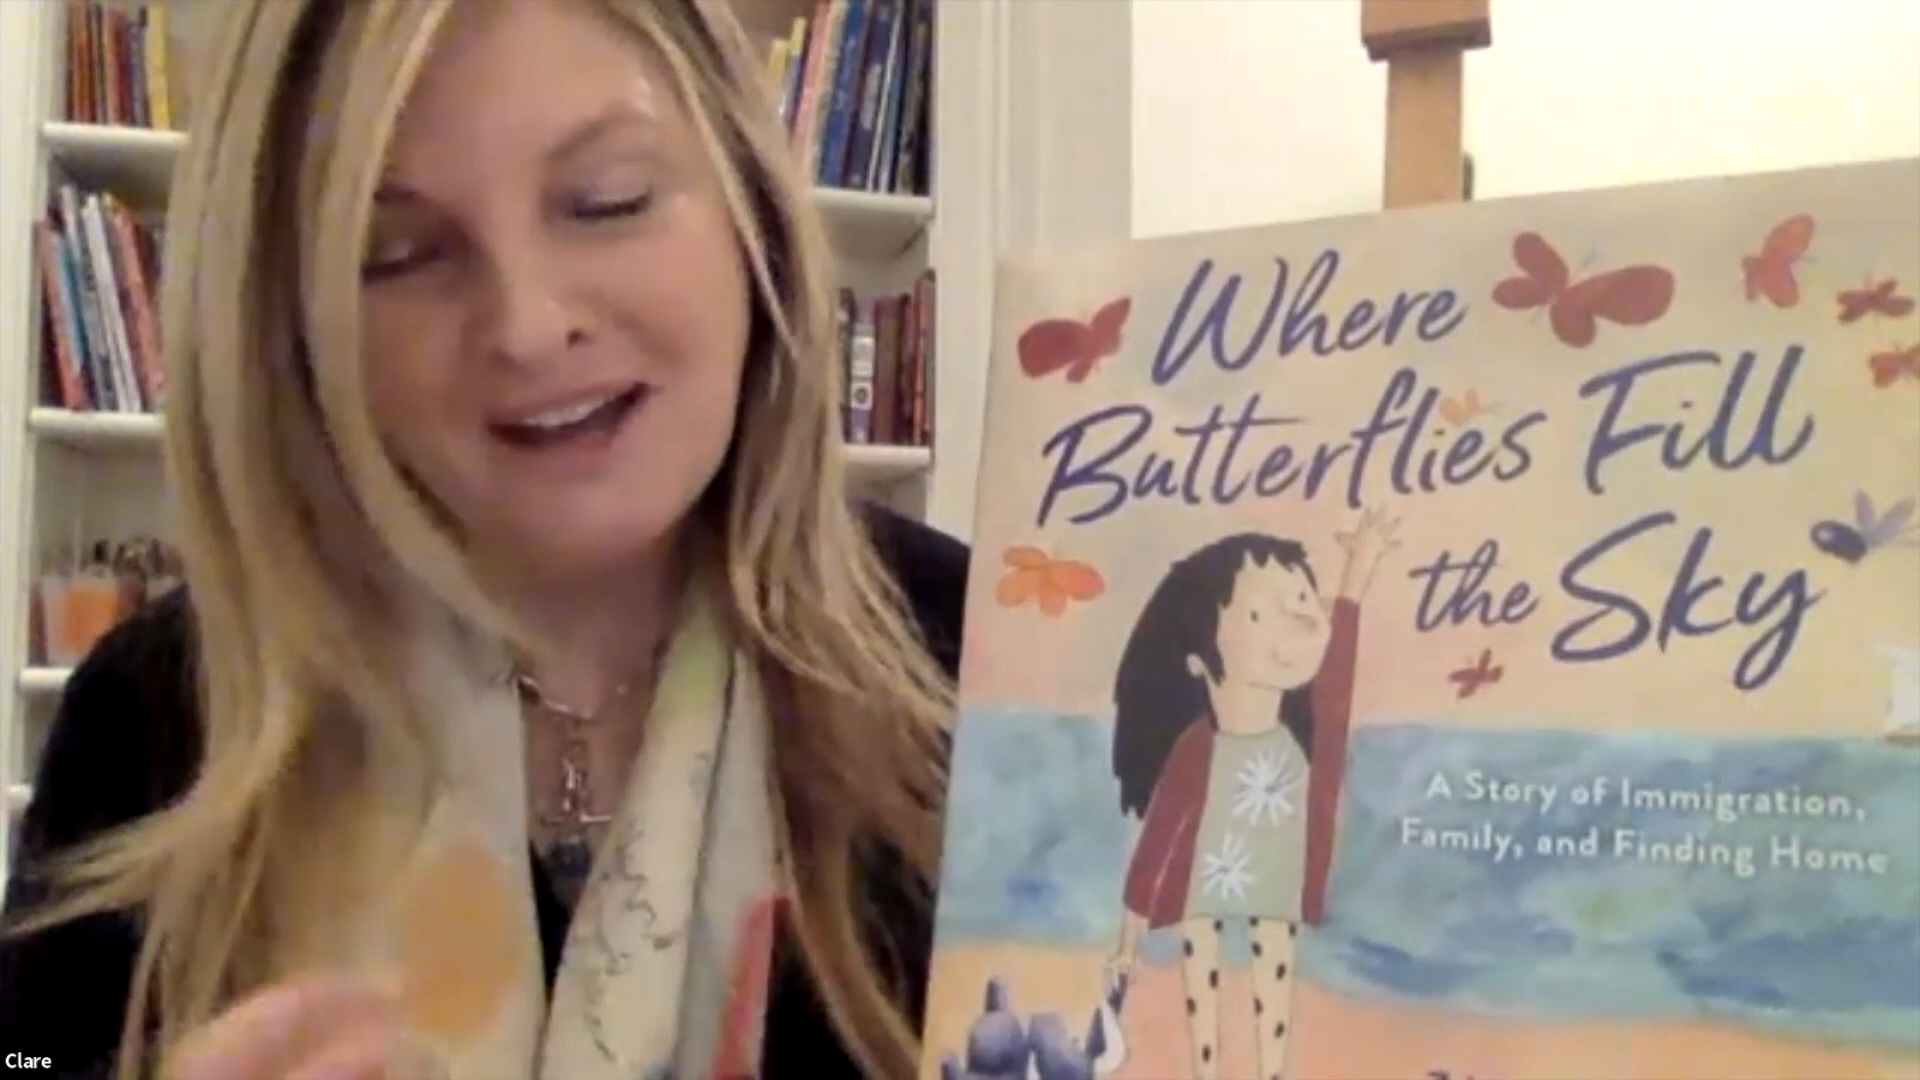 Where
Butterflies Fill
the Sky
A Story of Immigration,
Family, and Finding Home
Clare